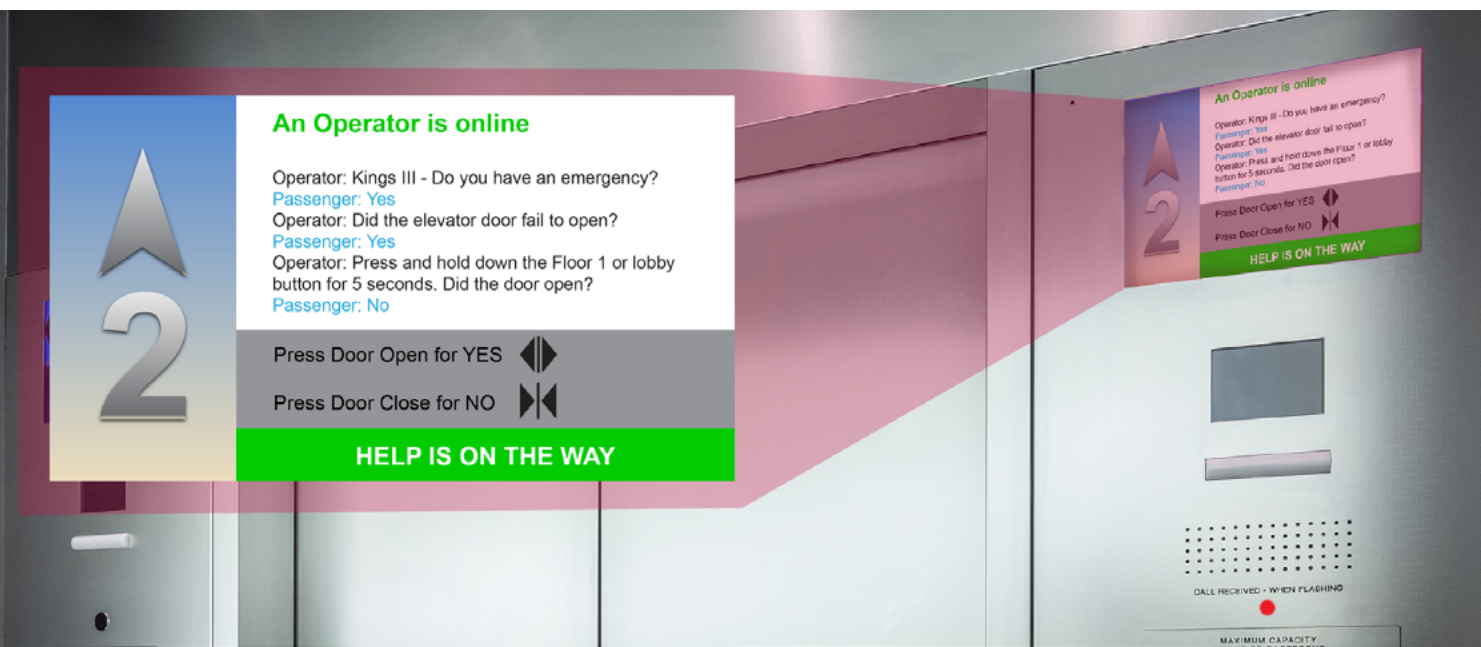 2
An Operator is online
Operator: Kings III - Do you have an emergency?
Passenger: Yes
Operator: Did the elevator door fail to open?
Passenger: Yes
Operator: Press and hold down the Floor 1 or lobby
button for 5 seconds. Did the door open?
Passenger: No
Press Door Open for YES
Press Door Close for NO
HELP IS ON THE WAY
2
An Operator is online
Operator: Kings III - Do you have an emergency?
Passenger: Yes
Operator: Did the elevator door fail to open?
Passenger: Yes
Operator: Press and hold down the Floor 1 or lobby
button for 5 seconds. Did the door open?
Passenger: No
Press Door Open for YES
Press Door Close for NO
HELP IS ON THE WAY
CALL RECEIVED - WHEN FLASHING
MAXIMUM CAPACITY